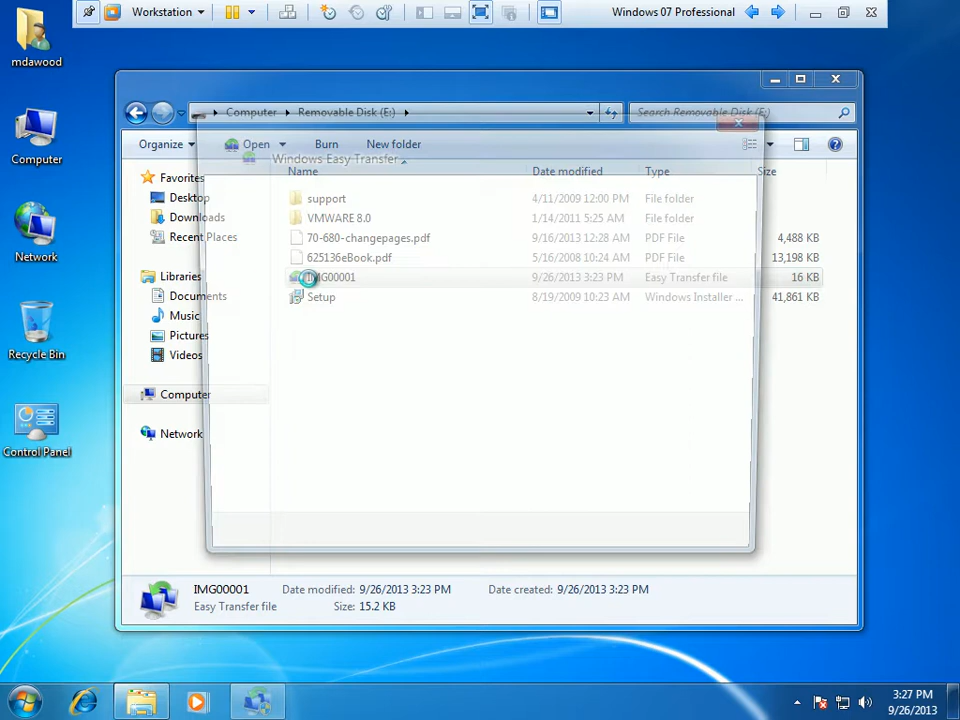 Workstation
Windows 07 Professional
mdawood
Computer
Network
Recycle Bin
Control Panel
Computer Removable Disk (E:)
Search Removable Disk (E:)
Organize Open Burn New folder
Windows Easy Transfer
Name Date modified Type Size
Favorites
Desktop
Downloads
Recent Places
Libraries
Documents
Music
Pictures
Videos
Computer
Network
support 4/11/2009 12:00 PM File folder
VMWARE 8.0 1/14/2011 5:25 AM File folder
70-680-changepages.pdf 9/16/2013 12:28 AM PDF File 4,488 KB
625136eBook.pdf 5/16/2008 10:24 AM PDF File 13,198 KB
IMG00001 9/26/2013 3:23 PM Easy Transfer file 16 KB
Setup 8/19/2009 10:23 AM Windows Installer ... 41,861 KB
IMG00001 Date modified: 9/26/2013 3:23 PM Date created: 9/26/2013 3:23 PM
Easy Transfer file Size: 15.2 KB
3:27 PM
9/26/2013